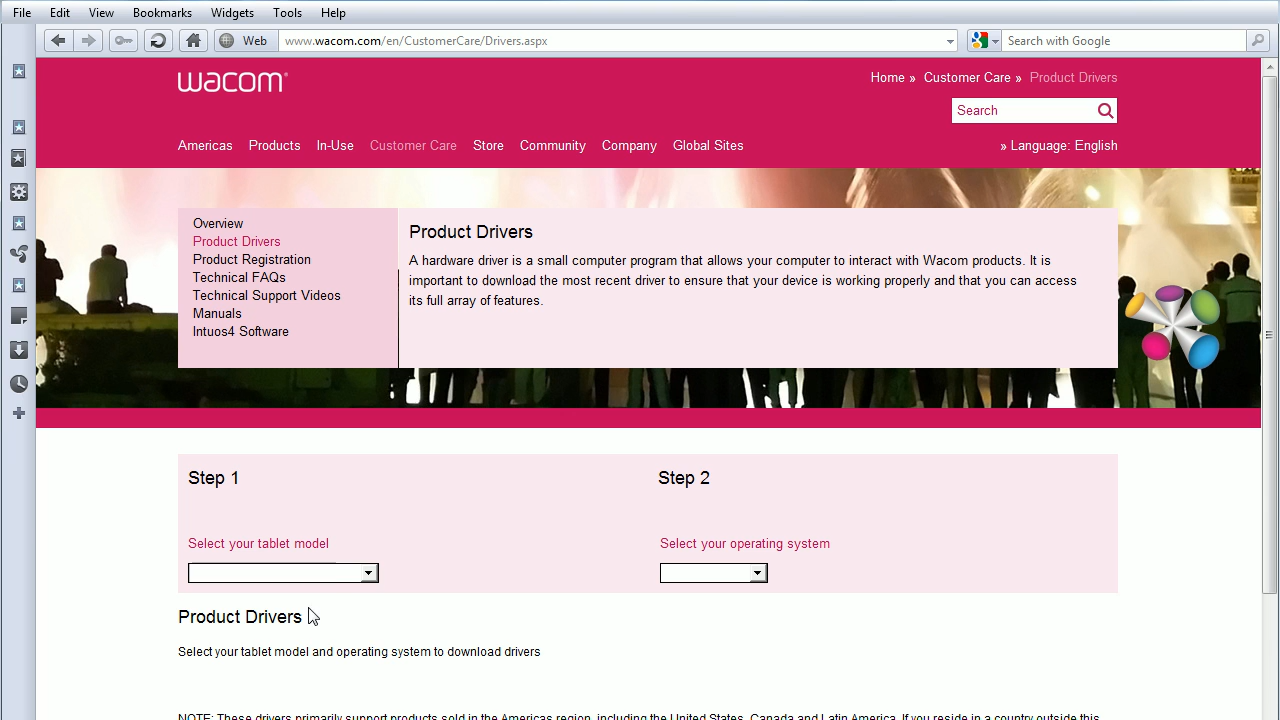 File Edit View Bookmarks Widgets Tools Help
Web www.wacom.com/en/CustomerCare/Drivers.aspx Search with Google
wacom
Home » Customer Care » Product Drivers
Search
Americas Products In-Use Customer Care Store Community Company Global Sites » Language: English
Overview
Product Drivers
Product Registration
Technical FAQs
Technical Support Videos
Manuals
Intuos4 Software
Product Drivers
A hardware driver is a small computer program that allows your computer to interact with Wacom products. It is
important to download the most recent driver to ensure that your device is working properly and that you can access
its full array of features.
Step 1
Select your tablet model
Step 2
Select your operating system
Product Drivers
Select your tablet model and operating system to download drivers
NOTE: These drivers primarily support products sold in the Americas region, including the United States, Canada and Latin America. If you reside in a country outside this